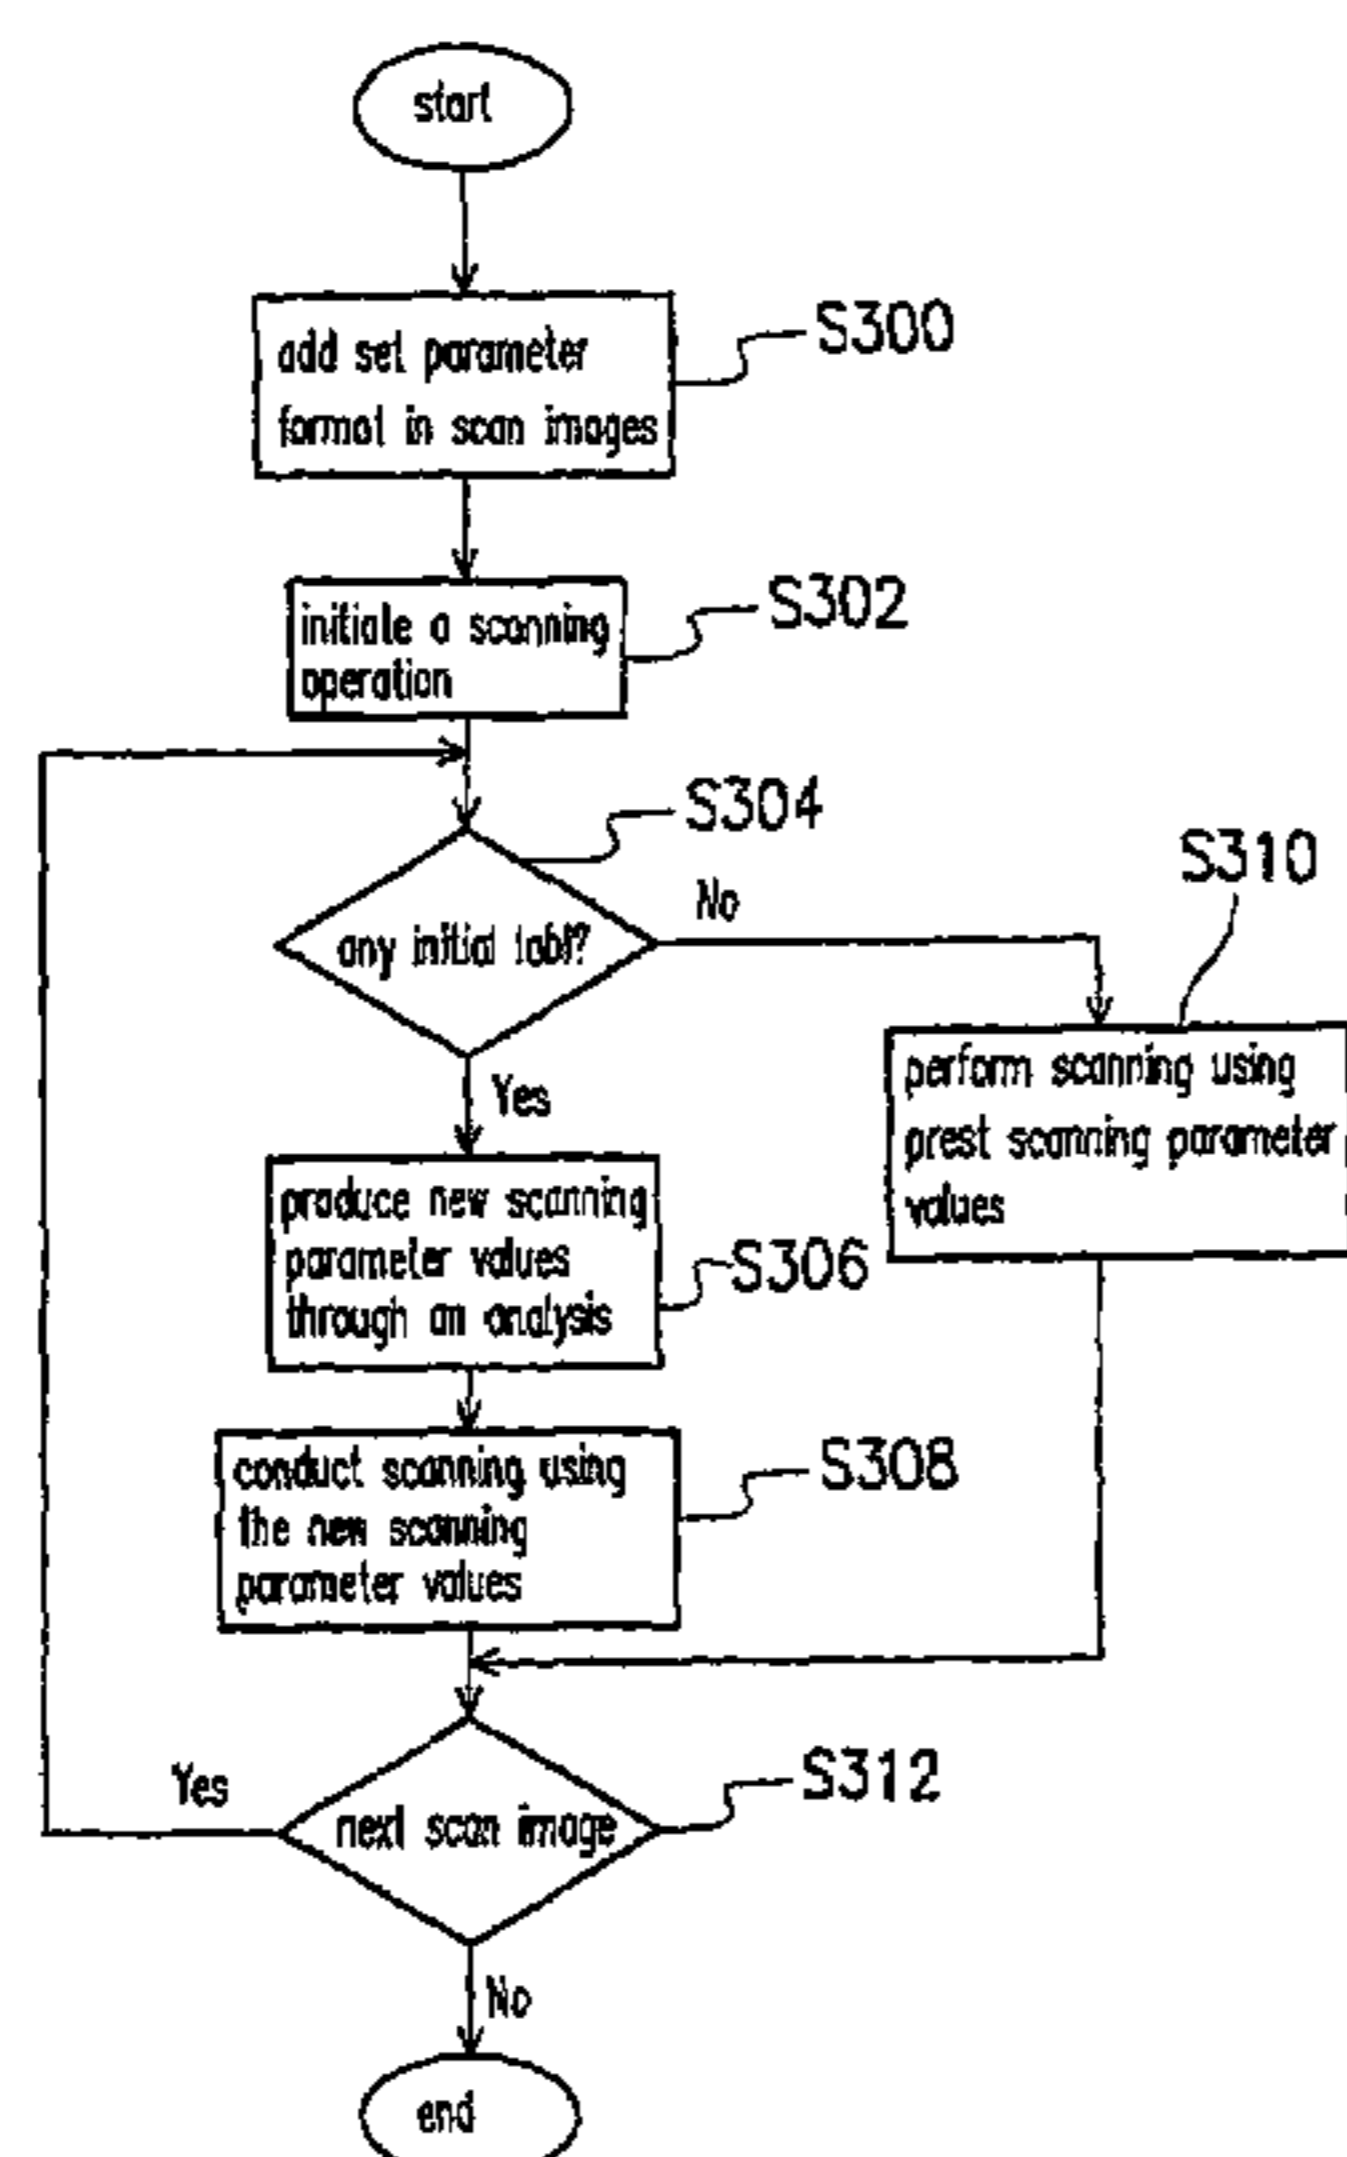 start
add set parameter
format in scan images
S300
initiate a scanning
operation
S302
S304
any initial tabl?
No
S310
Yes
perform scanning using
prest scanning parameter
values
produce new scanning
parameter values
through an analysis
S306
conduct scanning using
the new scanning
parameter values
S308
Yes
next scan image
S312
No
end